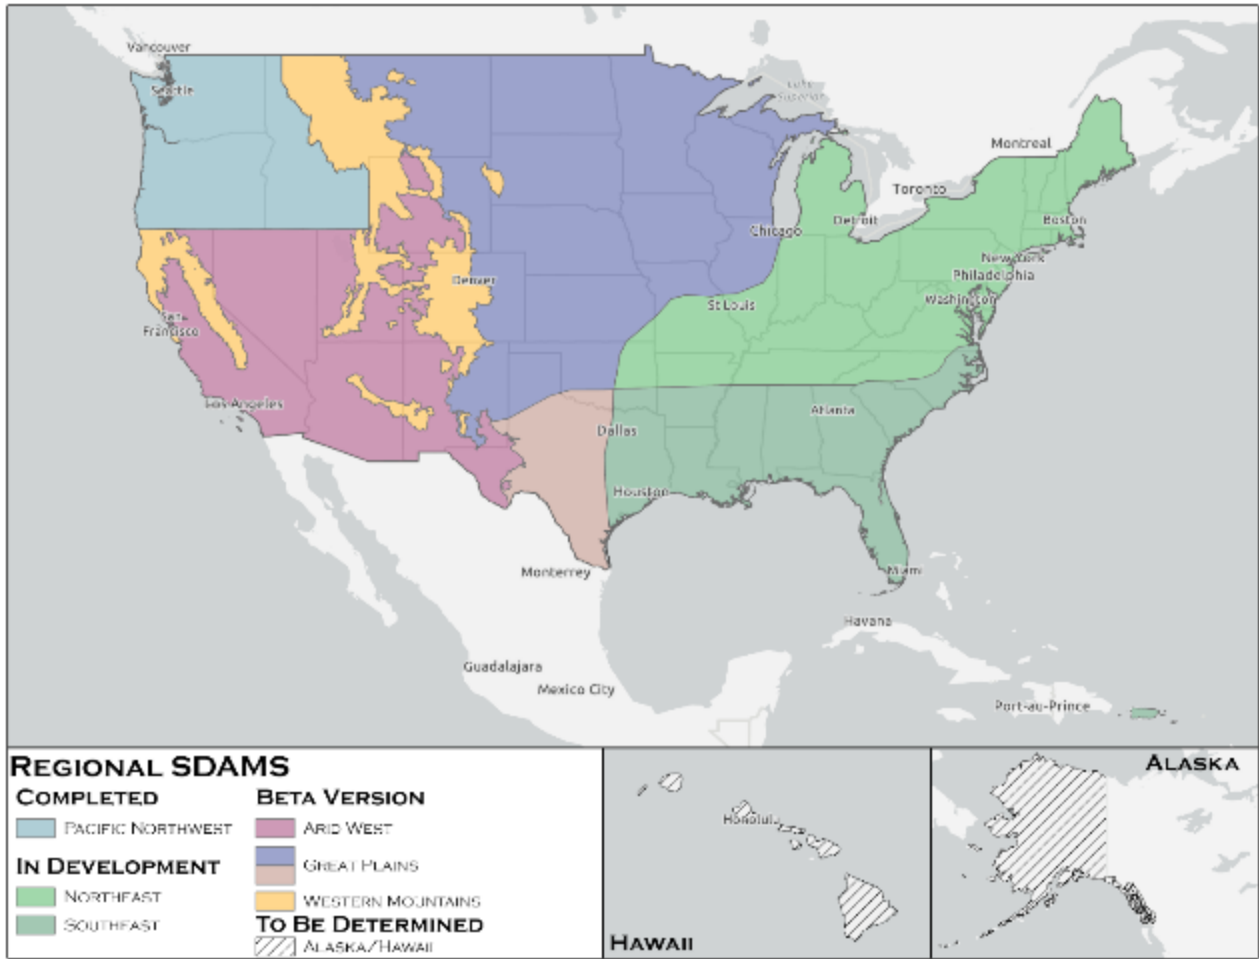 Vancouver
Seattle
Lake
Superior
Montreal
Toronto
Detroit
Boston
Chicago
New York
Philadelphia
Denver
Washington
St Louis
San
Francisco
Los Angeles
Atlanta
Dallas
Houston
Monterrey
Miami
Havana
Guadalajara
Mexico City
Port-au-Prince
REGIONAL SDAMS
COMPLETED
PACIFIC NORTHWEST
IN DEVELOPMENT
NORTHEAST
SOUTHEAST
BETA VERSION
ARID WEST
GREAT PLAINS
WESTERN MOUNTAINS
TO BE DETERMINED
ALASKA/HAWAII
Honolulu
HAWAII
ALASKA